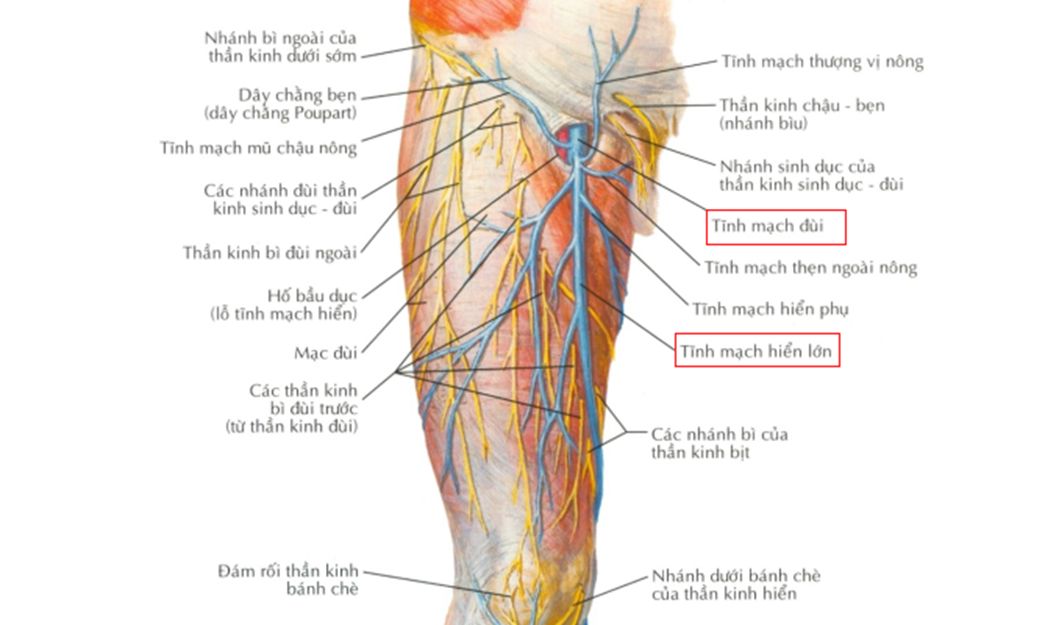 Nhánh bì ngoài của
thần kinh dưới sớm
Dây chằng bẹn
(dây chằng Poupart)
Tĩnh mạch mũ chậu nông
Các nhánh đùi thần
kinh sinh dục - đùi
Thần kinh bì đùi ngoài
Hố bầu dục
(lỗ tĩnh mạch hiển)
Mạc đùi
Các thần kinh
bì đùi trước
(từ thần kinh đùi)
Đám rối thần kinh
bánh chè
Tĩnh mạch thượng vị nông
Thần kinh chậu - bẹn
(nhánh bìu)
Nhánh sinh dục của
thần kinh sinh dục - đùi
Tĩnh mạch đùi
Tĩnh mạch thẹn ngoài nông
Tĩnh mạch hiển phụ
Tĩnh mạch hiển lớn
Các nhánh bì của
thần kinh bịt
Nhánh dưới bánh chè
của thần kinh hiển